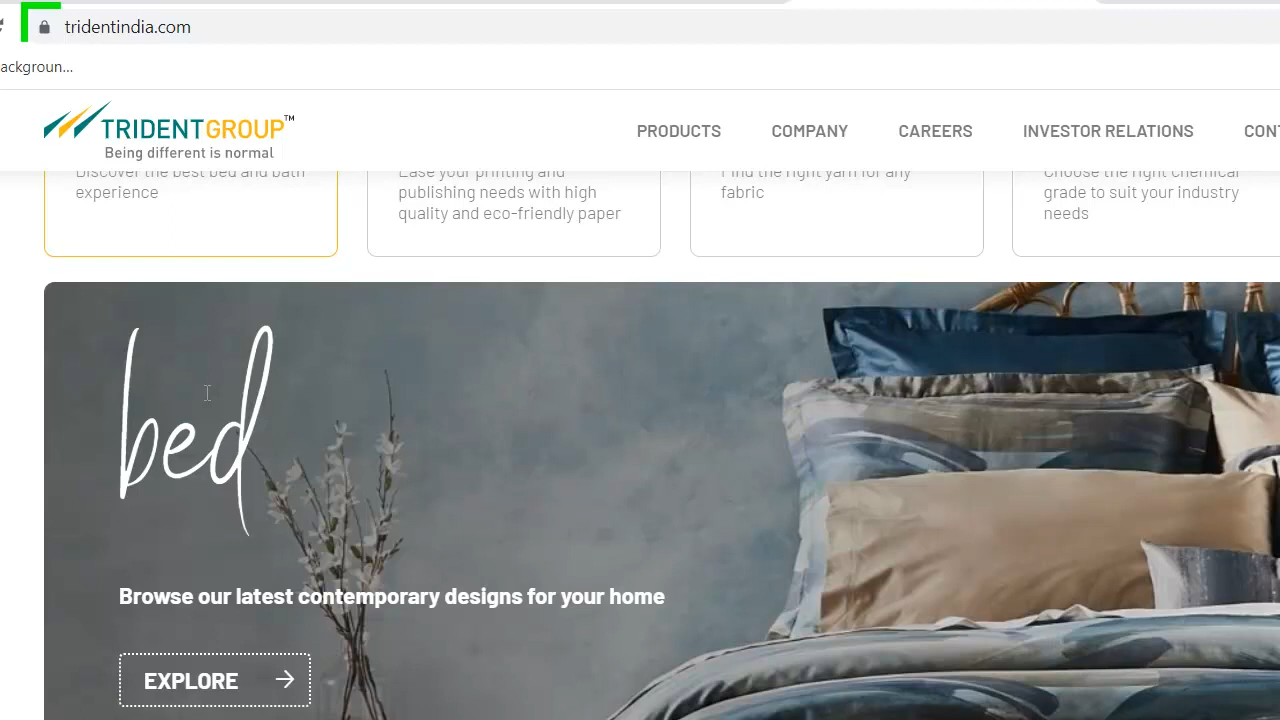 tridentindia.com
ackgroun...
TRIDENTGROUP™
Being different is normal
PRODUCTS COMPANY CAREERS INVESTOR RELATIONS CON
Discover the best bed and bath
experience
Ease your printing and
publishing needs with high
quality and eco-friendly paper
Find the right yarn for any
fabric
Choose the right chemical
grade to suit your industry
needs
bed
Browse our latest contemporary designs for your home
EXPLORE →